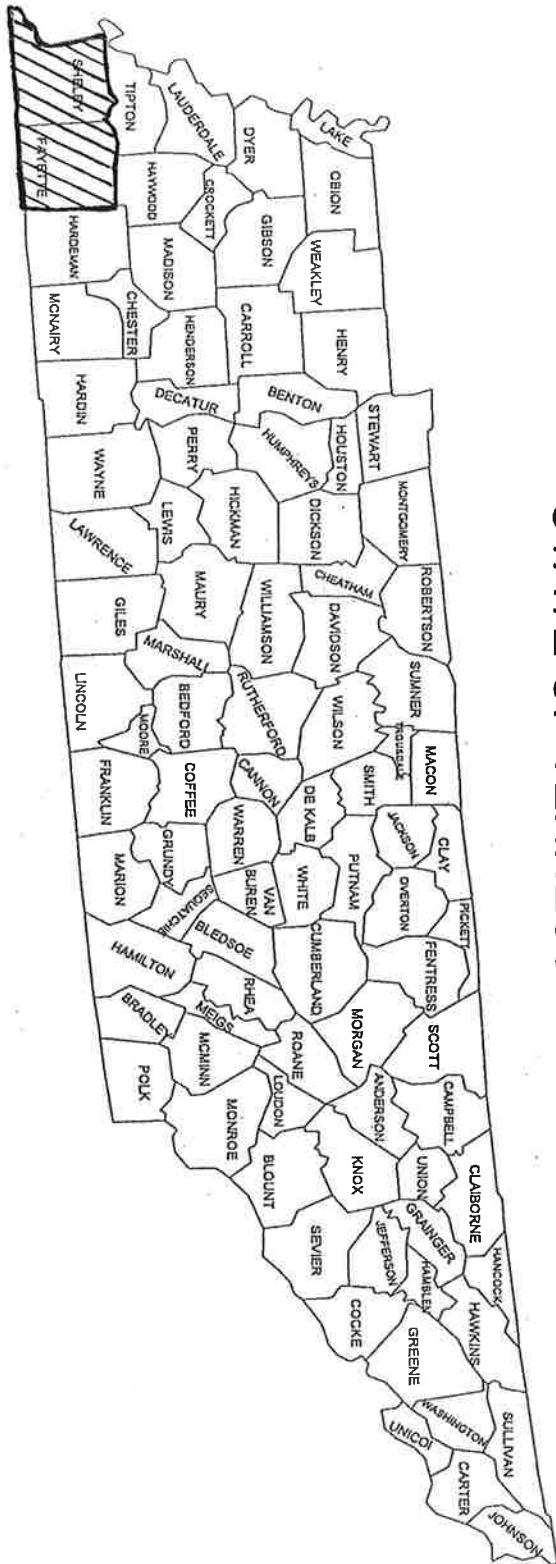 LAKE
OBION
WEAKLEY
HENRY
STEWART
MONTGOMERY
ROBERTSON
SUMNER
TROUSDALE
MACON
CLAY
PICKETT
SCOTT
CAMPBELL
CLAIBORNE
HANCOCK
HAWKINS
SULLIVAN
JOHNSON
DYER
GIBSON
CARROLL
BENTON
HOUSTON
HUMPHREYS
DICKSON
CHEATHAM
DAVIDSON
WILSON
SMITH
JACKSON
OVERTON
FENTRESS
PUTNAM
MORGAN
ANDERSON
UNION
GRAINGER
HAMBLEN
GREENE
WASHINGTON
UNICOI
CARTER
LAUDERDALE
CROCKETT
TIPTON
HAYWOOD
MADISON
HENDERSON
DECATUR
PERRY
HICKMAN
WILLIAMSON
RUTHERFORD
CANNON
DE KALB
WHITE
CUMBERLAND
ROANE
LOUDON
KNOX
JEFFERSON
SEVIER
COCKE
LEWIS
MAURY
MARSHALL
BEDFORD
COFFEE
WARREN
VAN
BUREN
BLEDSOE
RHEA
MEIGS
MCMINN
MONROE
BLOUNT
SHELBY
FAYETTE
HARDEMAN
CHESTER
MCNAIRY
HARDIN
WAYNE
LAWRENCE
GILES
LINCOLN
MOORE
FRANKLIN
GRUNDY
SEQUATCHIE
MARION
HAMILTON
BRADLEY
POLK